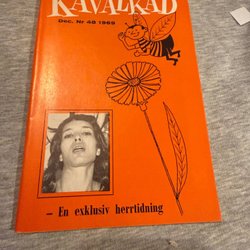 KAVALKAD
Dec. Nr 48 1969
– En exklusiv herrtidning